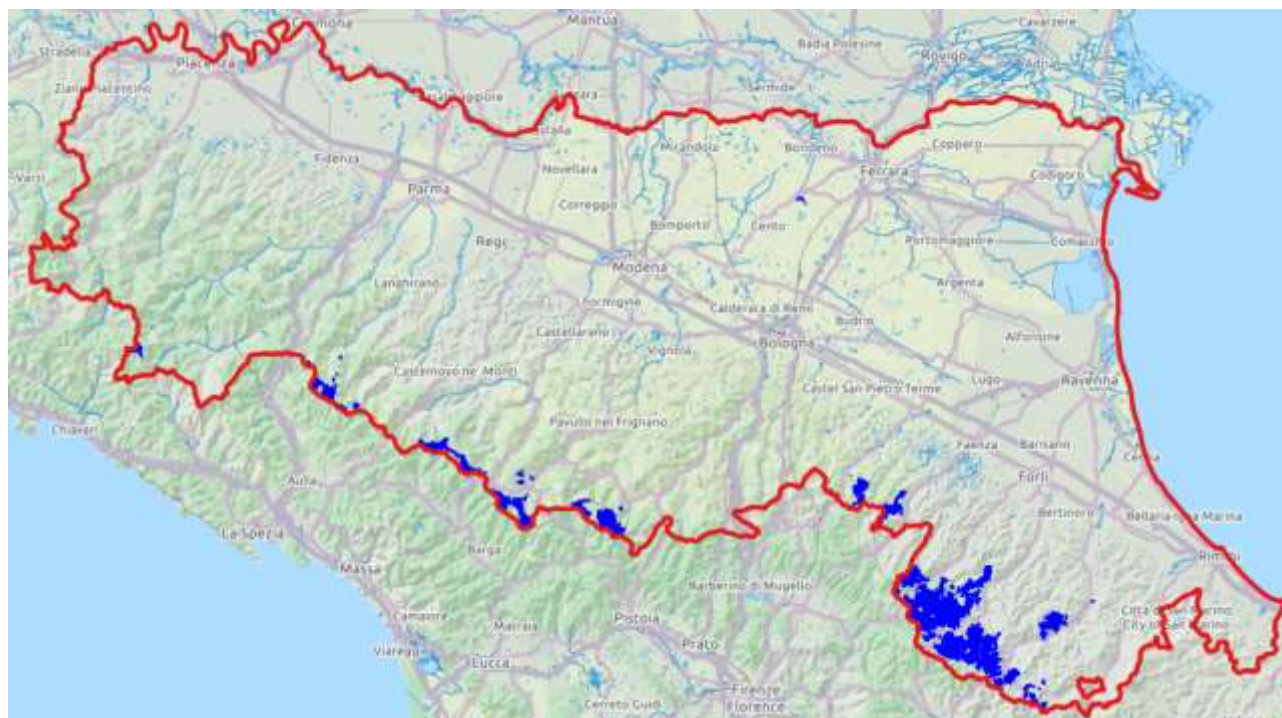 Cremona
Mantua
Cavarzere
Stradella
Piacenza
Badia Polesine
Rovigo
Adria
Ziano Piacentino
Sermide
Fidenza
Novellara
Mirandola
Bondeno
Copparo
Varsi
Parma
Ferrara
Codigoro
Correggio
Bomporto
Cento
Reggi
Portomaggiore
Comacchio
Modena
Langhirano
Formigine
Argenta
Castellarano
Calderara di Reno
Budrio
Bologna
Alfonsine
Vignola
Castelnovo ne' Monti
Castel San Pietro Terme
Lugo
Ravenna
Chiavari
Pavullo nel Frignano
Faenza
Cervia
Aulla
Forlì
La Spezia
Bertinoro
Bellaria-Igea Marina
Barga
Rimini
Massa
Barberino di Mugello
Camaiore
Pistoia
Città di San Marino
City of San Marino
Viareggio
Prato
Lucca
Firenze
Florence
Cerreto Guidi